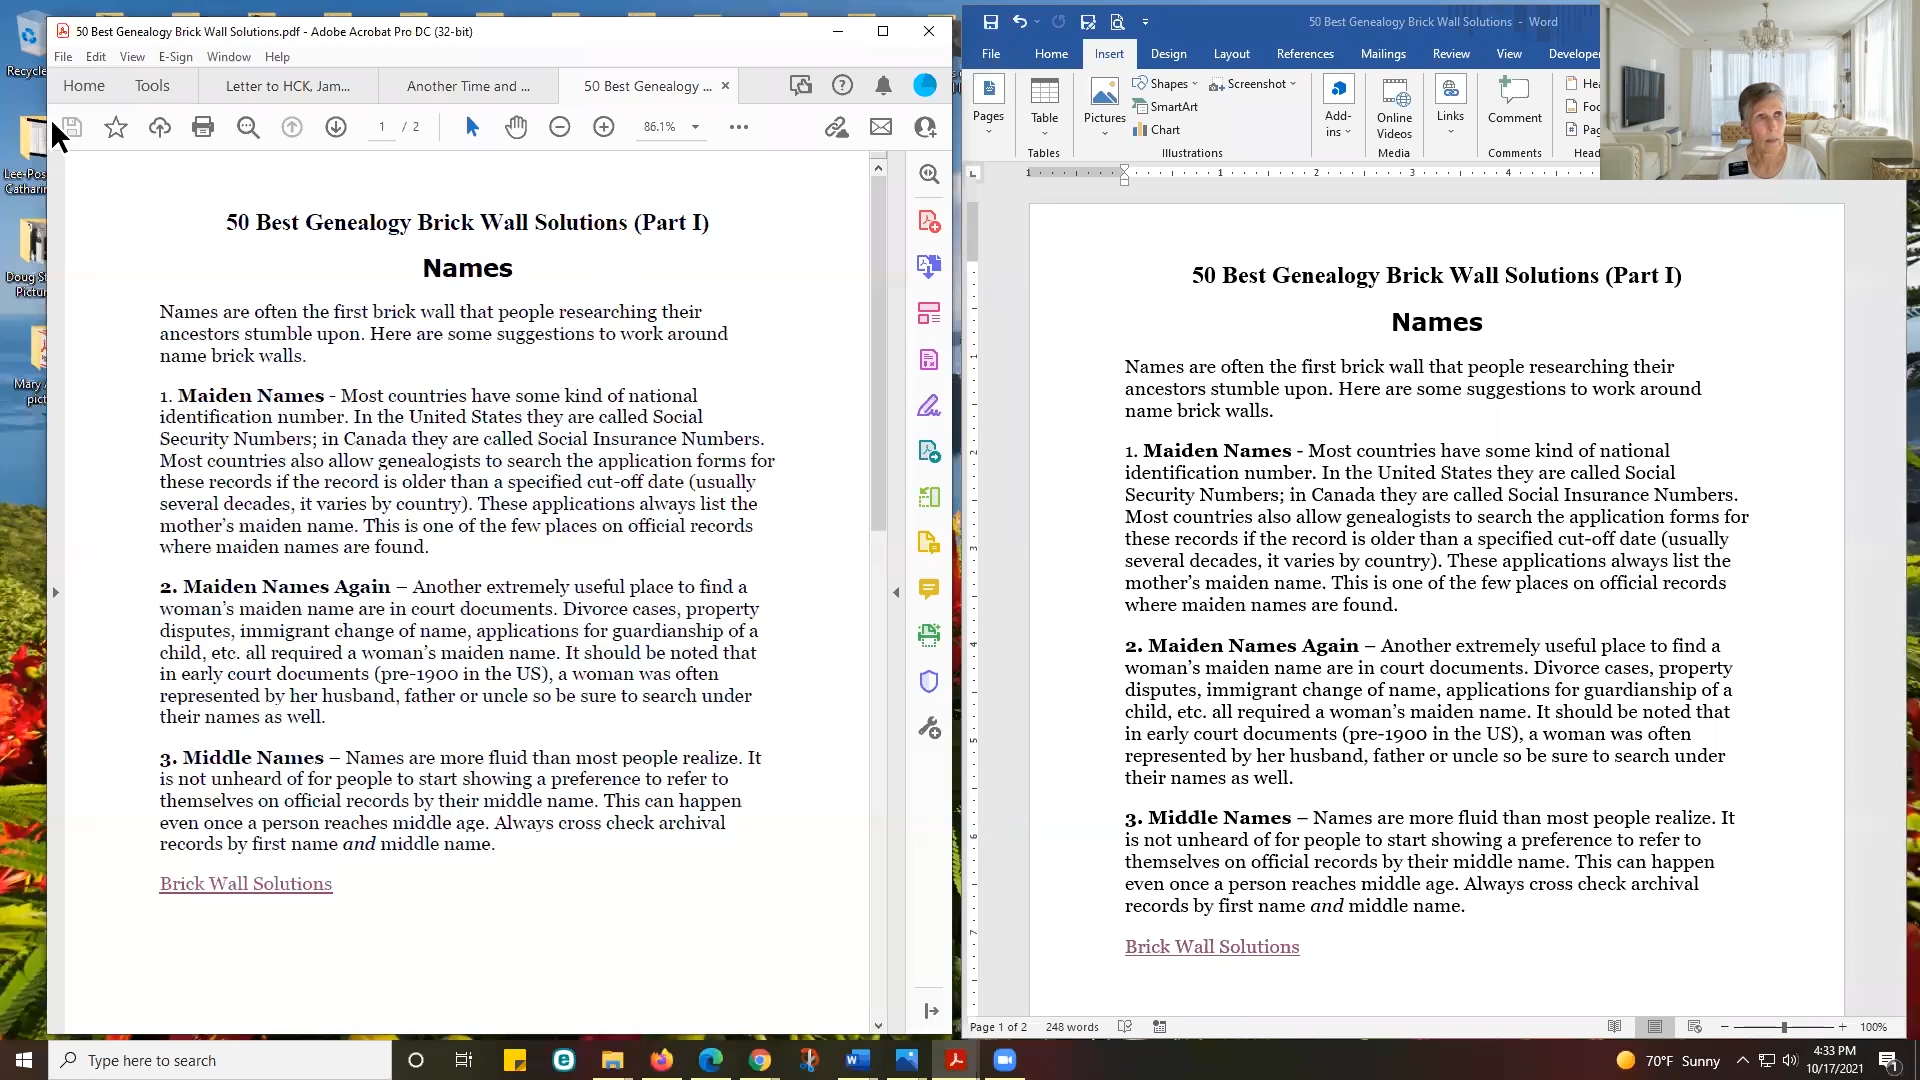 Recycle
Lee-Pos
Catharin
Doug S
Pictur
Mary A
pict
50 Best Genealogy Brick Wall Solutions.pdf - Adobe Acrobat Pro DC (32-bit)
File Edit View E-Sign Window Help
Home Tools Letter to HCK, Jam... Another Time and ... 50 Best Genealogy ...
1 / 2 86.1%
50 Best Genealogy Brick Wall Solutions (Part I)
Names
Names are often the first brick wall that people researching their
ancestors stumble upon. Here are some suggestions to work around
name brick walls.
1. Maiden Names - Most countries have some kind of national
identification number. In the United States they are called Social
Security Numbers; in Canada they are called Social Insurance Numbers.
Most countries also allow genealogists to search the application forms for
these records if the record is older than a specified cut-off date (usually
several decades, it varies by country). These applications always list the
mother's maiden name. This is one of the few places on official records
where maiden names are found.
2. Maiden Names Again – Another extremely useful place to find a
woman's maiden name are in court documents. Divorce cases, property
disputes, immigrant change of name, applications for guardianship of a
child, etc. all required a woman's maiden name. It should be noted that
in early court documents (pre-1900 in the US), a woman was often
represented by her husband, father or uncle so be sure to search under
their names as well.
3. Middle Names – Names are more fluid than most people realize. It
is not unheard of for people to start showing a preference to refer to
themselves on official records by their middle name. This can happen
even once a person reaches middle age. Always cross check archival
records by first name and middle name.
Brick Wall Solutions
50 Best Genealogy Brick Wall Solutions - Word
File Home Insert Design Layout References Mailings Review View Developer
Pages Table Pictures Shapes SmartArt Chart Screenshot Add-ins Online Videos Links Comment Hea Foo Pag
Tables Illustrations Media Comments Head
1 1 2 3 4
50 Best Genealogy Brick Wall Solutions (Part I)
Names
Names are often the first brick wall that people researching their
ancestors stumble upon. Here are some suggestions to work around
name brick walls.
1. Maiden Names - Most countries have some kind of national
identification number. In the United States they are called Social
Security Numbers; in Canada they are called Social Insurance Numbers.
Most countries also allow genealogists to search the application forms for
these records if the record is older than a specified cut-off date (usually
several decades, it varies by country). These applications always list the
mother's maiden name. This is one of the few places on official records
where maiden names are found.
2. Maiden Names Again – Another extremely useful place to find a
woman's maiden name are in court documents. Divorce cases, property
disputes, immigrant change of name, applications for guardianship of a
child, etc. all required a woman's maiden name. It should be noted that
in early court documents (pre-1900 in the US), a woman was often
represented by her husband, father or uncle so be sure to search under
their names as well.
3. Middle Names – Names are more fluid than most people realize. It
is not unheard of for people to start showing a preference to refer to
themselves on official records by their middle name. This can happen
even once a person reaches middle age. Always cross check archival
records by first name and middle name.
Brick Wall Solutions
Page 1 of 2 248 words 100%
Type here to search
70°F Sunny
4:33 PM
10/17/2021
1